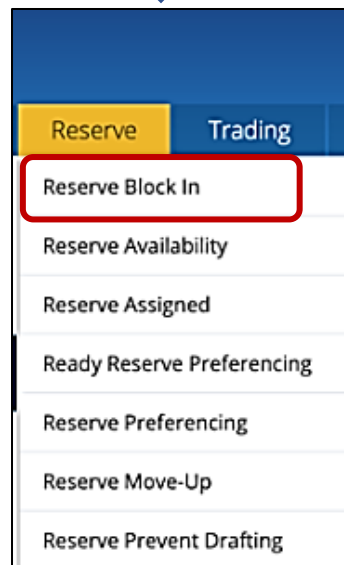 Reserve Trading
Reserve Block In
Reserve Availability
Reserve Assigned
Ready Reserve Preferencing
Reserve Preferencing
Reserve Move-Up
Reserve Prevent Drafting